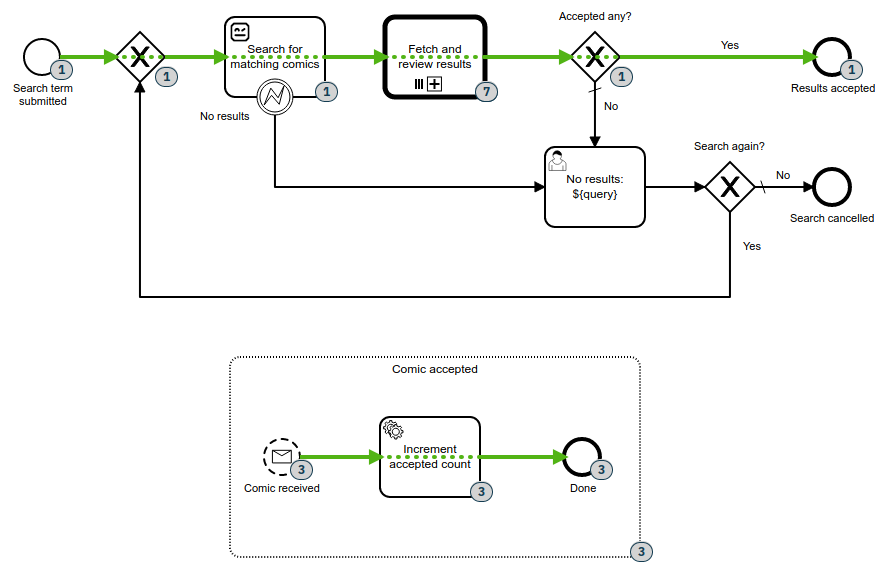 Accepted any?
Search for
matching comics
Fetch and
review results
Yes
1
1
1
7
1
1
Search term
submitted
Results accepted
No results
No
Search again?
No results:
${query}
No
Search cancelled
Yes
Comic accepted
Increment
accepted count
3
3
3
Comic received
Done
3